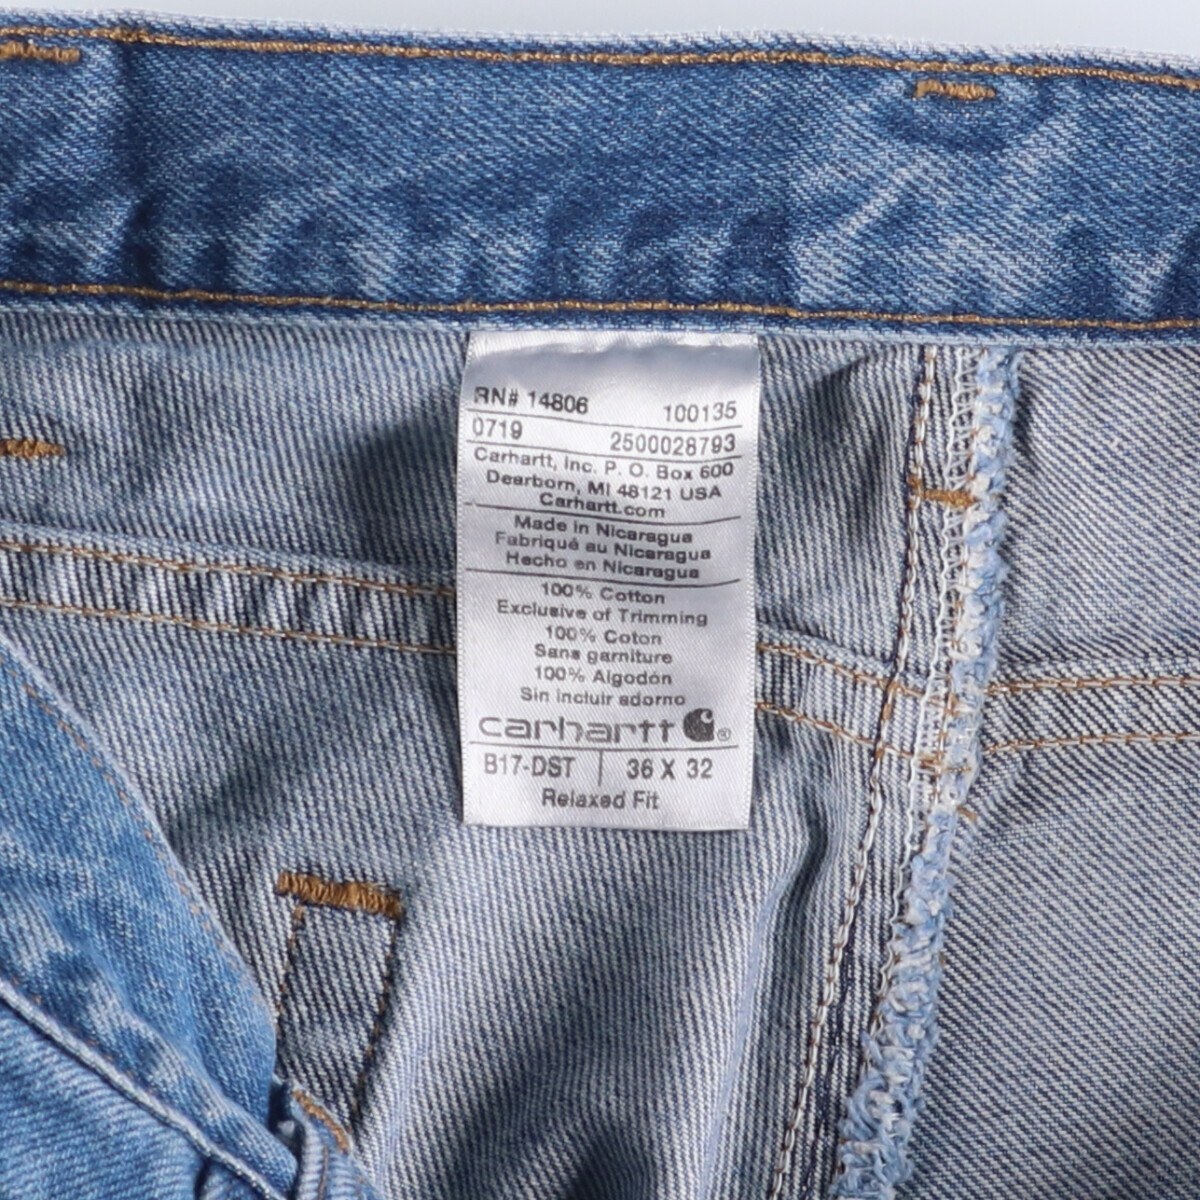 RN# 14806 100135
0719 2500028793
Carhartt, Inc. P. O. Box 600
Dearborn, MI 48121 USA
Carhartt.com
Made in Nicaragua
Fabriqué au Nicaragua
Hecho en Nicaragua
100% Cotton
Exclusive of Trimming
100% Coton
Sans garniture
100% Algodón
Sin incluir adorno
carhartt ®
B17-DST | 36 X 32
Relaxed Fit